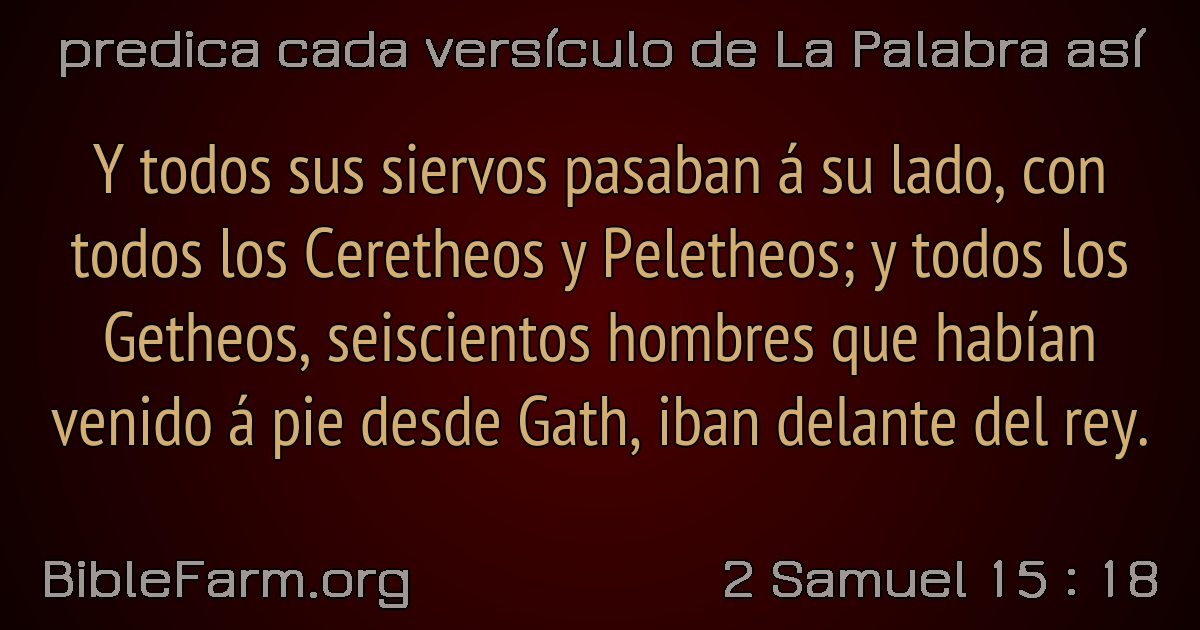 predica cada versículo de La Palabra así
Y todos sus siervos pasaban á su lado, con
todos los Ceretheos y Peletheos; y todos los
Getheos, seiscientos hombres que habían
venido á pie desde Gath, iban delante del rey.
BibleFarm.org
2 Samuel 15 : 18